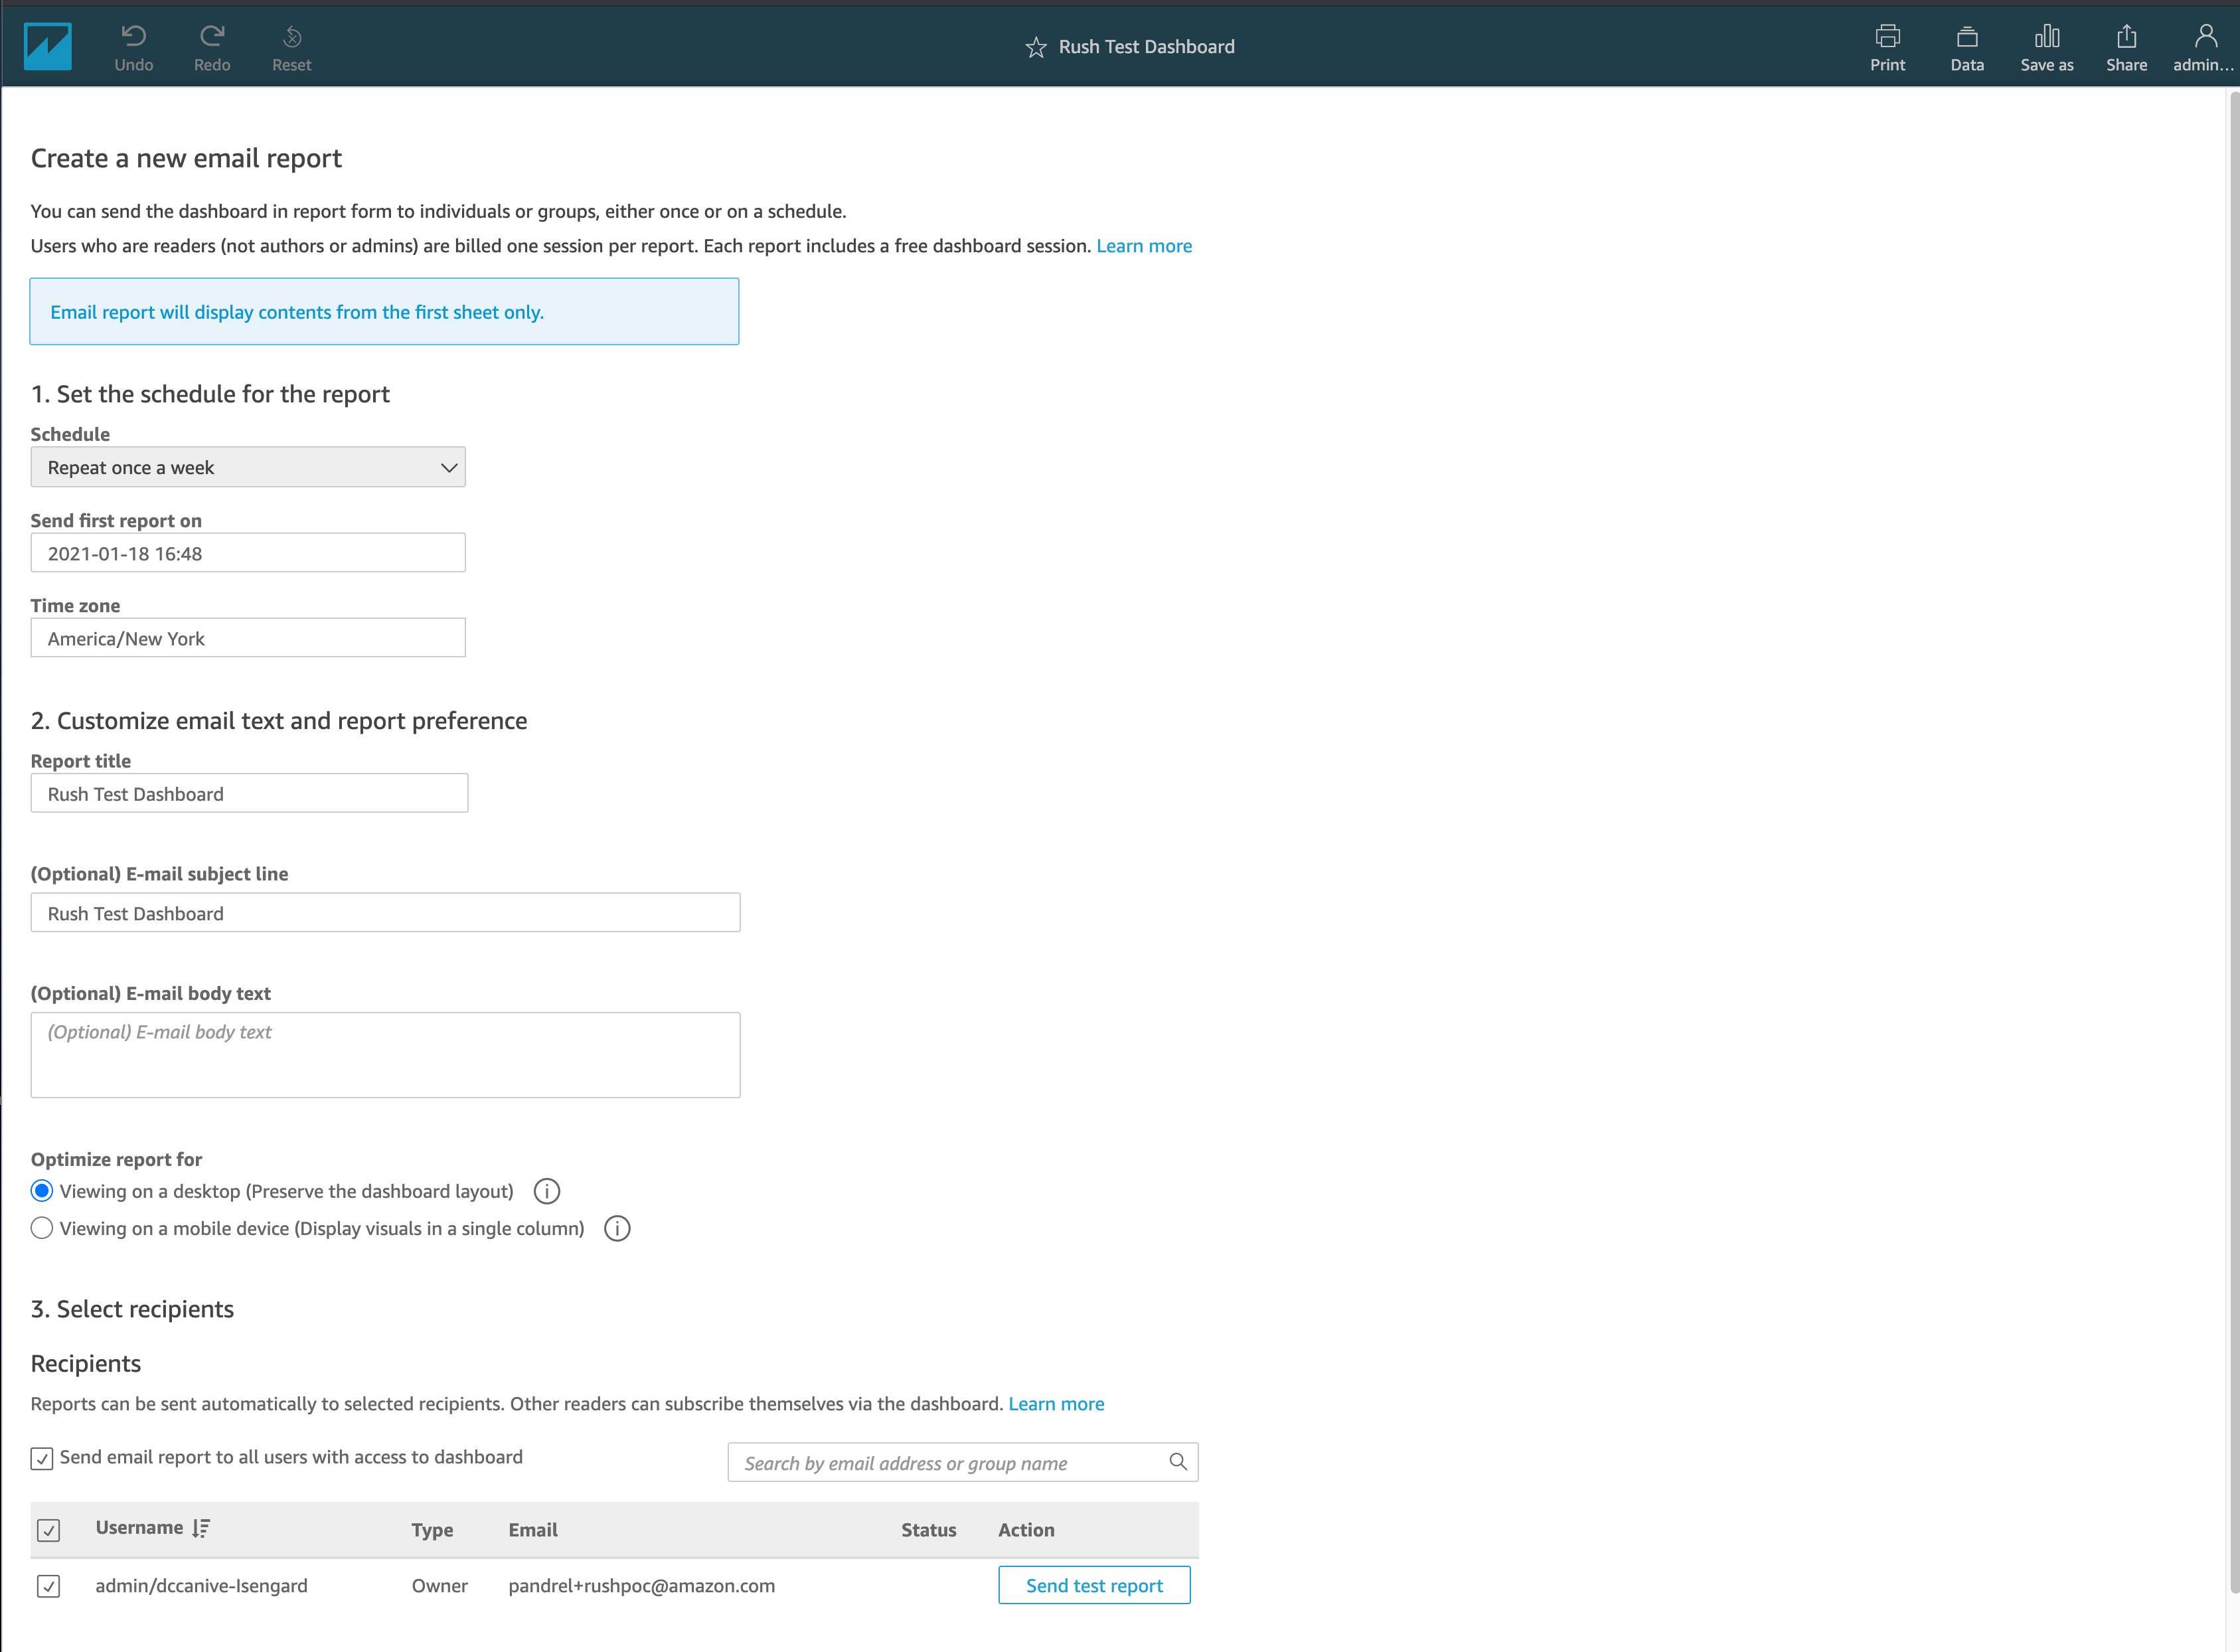 Undo
Redo
Reset
Rush Test Dashboard
Print
Data
Save as
Share
admin...
Create a new email report
You can send the dashboard in report form to individuals or groups, either once or on a schedule.
Users who are readers (not authors or admins) are billed one session per report. Each report includes a free dashboard session. Learn more
Email report will display contents from the first sheet only.
1. Set the schedule for the report
Schedule
Repeat once a week
Send first report on
2021-01-18 16:48
Time zone
America/New York
2. Customize email text and report preference
Report title
Rush Test Dashboard
(Optional) E-mail subject line
Rush Test Dashboard
(Optional) E-mail body text
(Optional) E-mail body text
Optimize report for
Viewing on a desktop (Preserve the dashboard layout)
Viewing on a mobile device (Display visuals in a single column)
3. Select recipients
Recipients
Reports can be sent automatically to selected recipients. Other readers can subscribe themselves via the dashboard. Learn more
Send email report to all users with access to dashboard
Search by email address or group name
Username Type Email Status Action
admin/dccanive-Isengard Owner pandrel+rushpoc@amazon.com Send test report